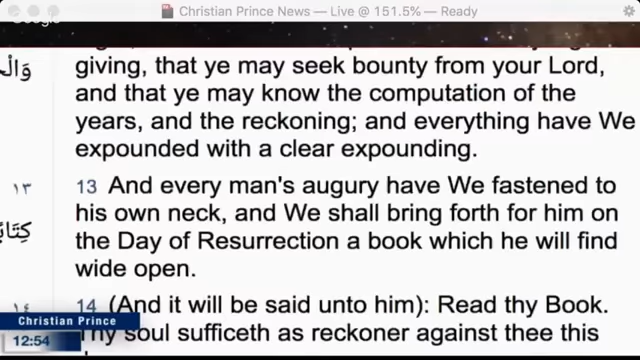 Christian Prince News — Live @ 151.5% — Ready
giving, that ye may seek bounty from your Lord,
and that ye may know the computation of the
years, and the reckoning; and everything have We
expounded with a clear expounding.
١٣
13 And every man's augury have We fastened to
his own neck, and We shall bring forth for him on
the Day of Resurrection a book which he will find
wide open.
١٤
14 (And it will be said unto him): Read thy Book.
Thy soul sufficeth as reckoner against thee this
Christian Prince
12:54